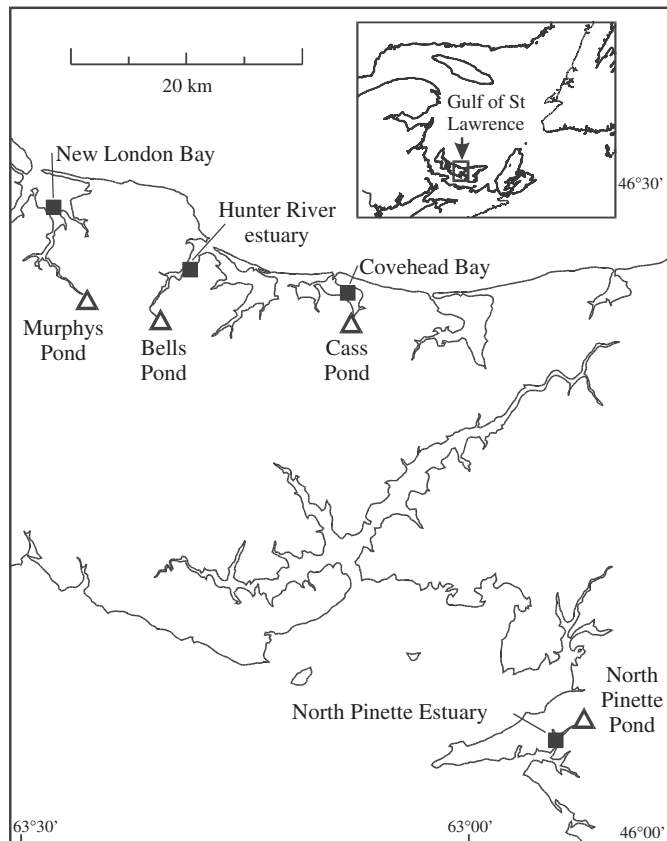 20 km
Gulf of St
Lawrence
46°30’
New London Bay
Hunter River
estuary
Covehead Bay
Murphys
Pond
Bells
Pond
Cass
Pond
North
Pinette
Pond
North Pinette Estuary
63°30’
63°00’
46°00’